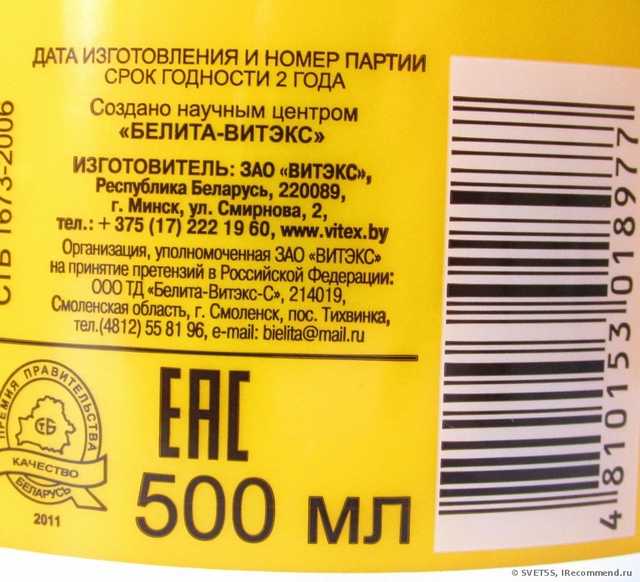 ДАТА ИЗГОТОВЛЕНИЯ И НОМЕР ПАРТИИ
СРОК ГОДНОСТИ 2 ГОДА
Создано научным центром
«БЕЛИТА-ВИТЭКС»
ИЗГОТОВИТЕЛЬ: ЗАО «ВИТЭКС»,
Республика Беларусь, 220089,
г. Минск, ул. Смирнова, 2,
тел.: + 375 (17) 222 19 60, www.vitex.by
Организация, уполномоченная ЗАО «ВИТЭКС»
на принятие претензий в Российской Федерации:
ООО ТД «Белита-Витэкс-С», 214019,
Смоленская область, г. Смоленск, пос. Тихвинка,
тел.(4812) 55 81 96, e-mail: bielita@mail.ru
СТБ 1673-2006
ПРЕМИЯ ПРАВИТЕЛЬСТВА
СТБ
КАЧЕСТВО
БЕЛАРУСЬ
2011
EAC
500 МЛ
4810153018977
© SVETSS, IRecommend.ru